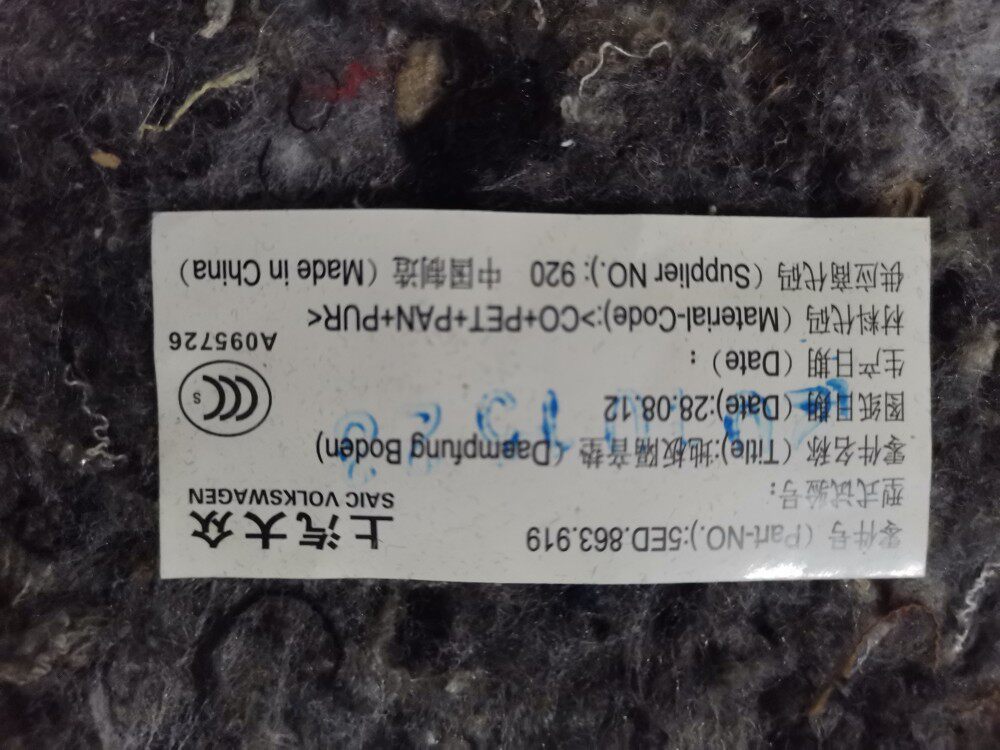 零件号（Part-NO.):5ED.863.919
型式试验号：
零件名称（Title):地板隔音垫（Daempfung Boden)
图纸日期（Date):28.08.12
生产日期（Date）：
材料代码（Material-Code):>CO+PET+PAN+PUR<
供应商代码（Supplier NO.）: 920 中国制造（Made in China）
上汽大众
SAIC VOLKSWAGEN
CCC S
A095726